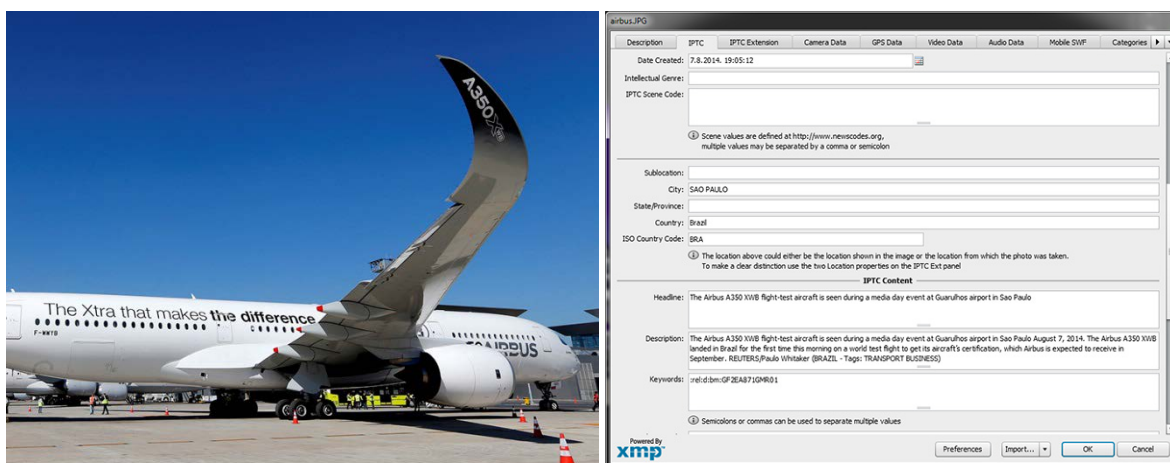 A350
The Xtra that makes the difference
F-WWYB
AIRBUS
airbus.JPG
Description
IPTC
IPTC Extension
Camera Data
GPS Data
Video Data
Audio Data
Mobile SWF
Categories
Date Created: 7.8.2014. 19:05:12
Intellectual Genre:
IPTC Scene Code:
Scene values are defined at http://www.newscodes.org,
multiple values may be separated by a comma or semicolon
Sublocation:
City: SAO PAULO
State/Province:
Country: Brazil
ISO Country Code: BRA
The location above could either be the location shown in the image or the location from which the photo was taken.
To make a clear distinction use the two Location properties on the IPTC Ext panel
IPTC Content
Headline: The Airbus A350 XWB flight-test aircraft is seen during a media day event at Guarulhos airport in Sao Paulo
Description: The Airbus A350 XWB flight-test aircraft is seen during a media day event at Guarulhos airport in Sao Paulo August 7, 2014. The Airbus A350 XWB
landed in Brazil for the first time this morning on a world test flight to get its aircraft's certification, which Airbus is expected to receive in
September. REUTERS/Paulo Whitaker (BRAZIL - Tags: TRANSPORT BUSINESS)
Keywords: :rel:d:bm:GF2EA871GMR01
Semicolons or commas can be used to separate multiple values
Powered By
xmp
Preferences
Import...
OK
Cancel